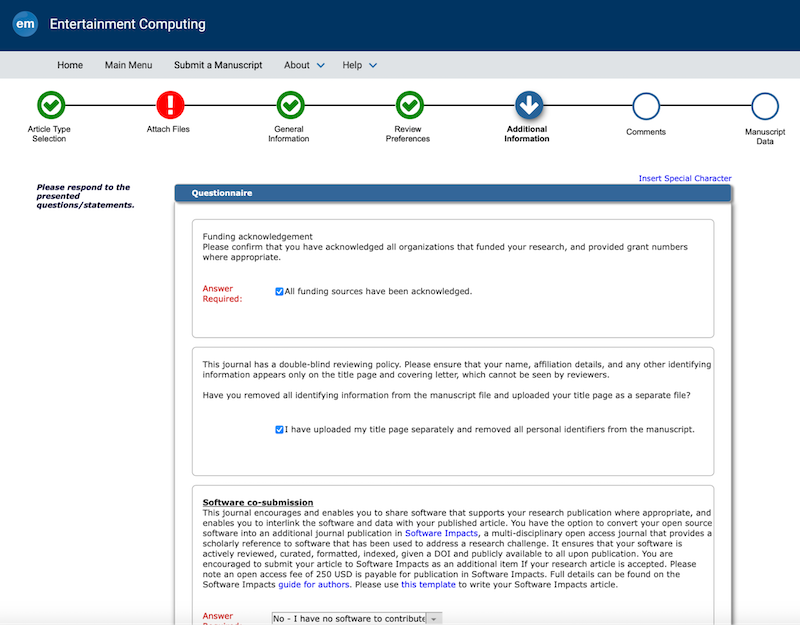 em Entertainment Computing
Home Main Menu Submit a Manuscript About Help
Article Type
Selection
Attach Files
General
Information
Review
Preferences
Additional
Information
Comments
Manuscript
Data
Insert Special Character
Please respond to the
presented
questions/statements.
Questionnaire
Funding acknowledgement
Please confirm that you have acknowledged all organizations that funded your research, and provided grant numbers
where appropriate.
Answer
Required:
All funding sources have been acknowledged.
This journal has a double-blind reviewing policy. Please ensure that your name, affiliation details, and any other identifying
information appears only on the title page and covering letter, which cannot be seen by reviewers.
Have you removed all identifying information from the manuscript file and uploaded your title page as a separate file?
I have uploaded my title page separately and removed all personal identifiers from the manuscript.
Software co-submission
This journal encourages and enables you to share software that supports your research publication where appropriate, and
enables you to interlink the software and data with your published article. You have the option to convert your open source
software into an additional journal publication in Software Impacts, a multi-disciplinary open access journal that provides a
scholarly reference to software that has been used to address a research challenge. It ensures that your software is
actively reviewed, curated, formatted, indexed, given a DOI and publicly available to all upon publication. You are
encouraged to submit your article to Software Impacts as an additional item If your research article is accepted. Please
note an open access fee of 250 USD is payable for publication in Software Impacts. Full details can be found on the
Software Impacts guide for authors. Please use this template to write your Software Impacts article.
Answer
Required:
No - I have no software to contribute